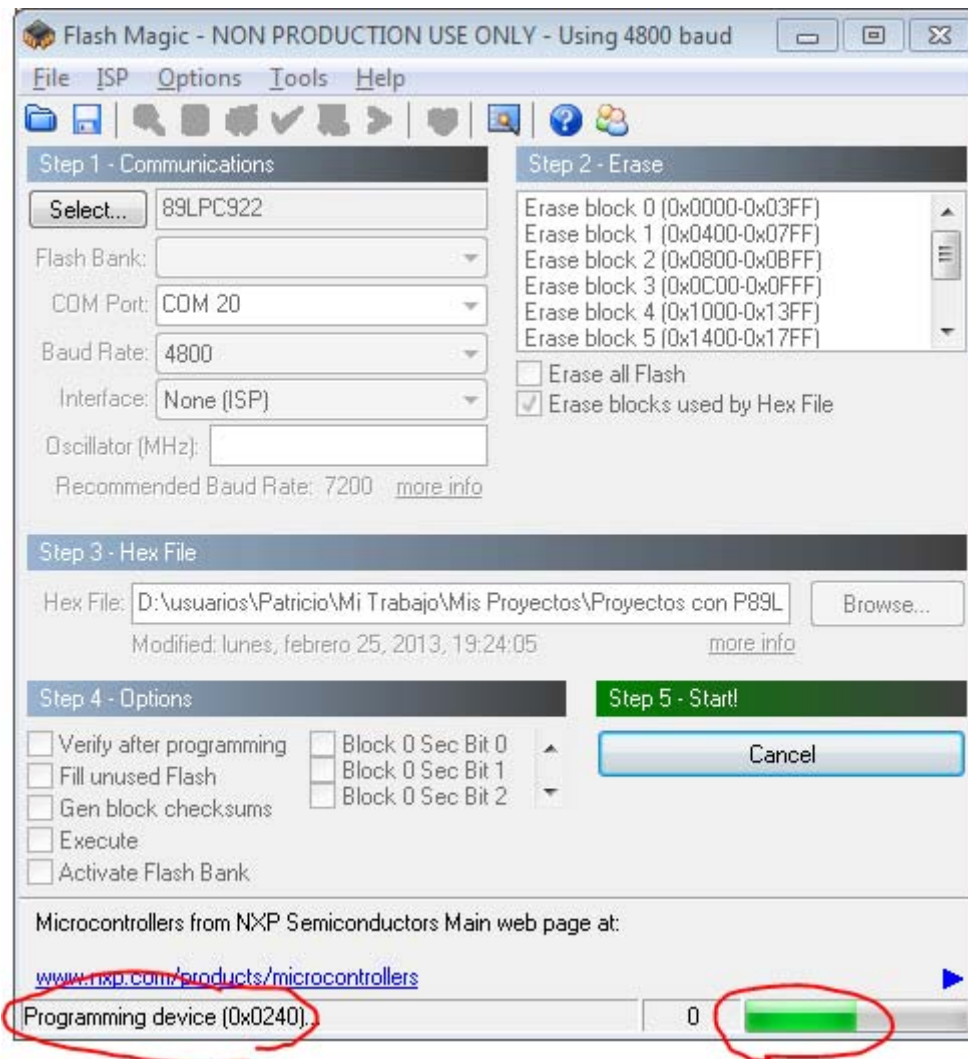 Flash Magic - NON PRODUCTION USE ONLY - Using 4800 baud
File ISP Options Tools Help
Step 1 - Communications
Select... 89LPC922
Flash Bank:
COM Port: COM 20
Baud Rate: 4800
Interface: None (ISP)
Oscillator (MHz):
Recommended Baud Rate: 7200 more info
Step 2 - Erase
Erase block 0 (0x0000-0x03FF)
Erase block 1 (0x0400-0x07FF)
Erase block 2 (0x0800-0x0BFF)
Erase block 3 (0x0C00-0x0FFF)
Erase block 4 (0x1000-0x13FF)
Erase block 5 (0x1400-0x17FF)
Erase all Flash
Erase blocks used by Hex File
Step 3 - Hex File
Hex File: D:\usuarios\Patricio\Mi Trabajo\Mis Proyectos\Proyectos con P89L Browse...
Modified: lunes, febrero 25, 2013, 19:24:05 more info
Step 4 - Options
Verify after programming
Fill unused Flash
Gen block checksums
Execute
Activate Flash Bank
Block 0 Sec Bit 0
Block 0 Sec Bit 1
Block 0 Sec Bit 2
Step 5 - Start!
Cancel
Microcontrollers from NXP Semiconductors Main web page at:
www.nxp.com/products/microcontrollers
Programming device (0x0240)... 0